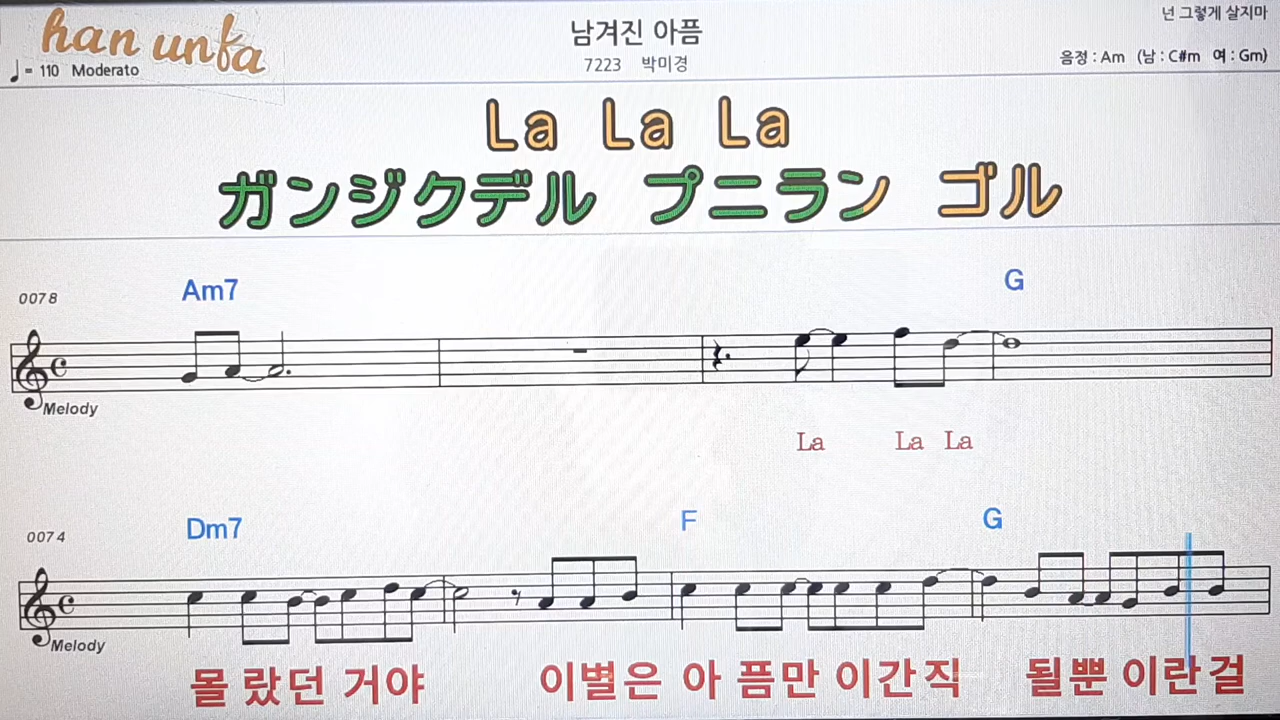 han unfa
♩= 110 Moderato
남겨진 아픔
7223 박미경
넌 그렇게 살지마
음정 : Am (남 : C#m 여 : Gm)
La La La
ガンジクデル プニラン ゴル
0078
Am7
G
Melody
La La La
0074
Dm7
F
G
Melody
몰 랐던 거야 이별은 아 픔만 이간직 될뿐 이란걸